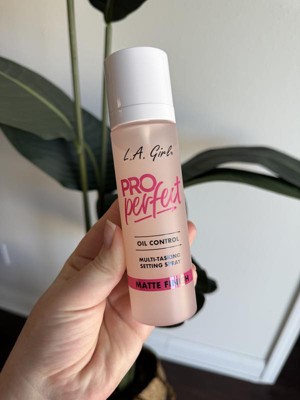 L.A. Girl
PRO
perfect
OIL CONTROL
MULTI-TASKING
SETTING SPRAY
MATTE FINISH